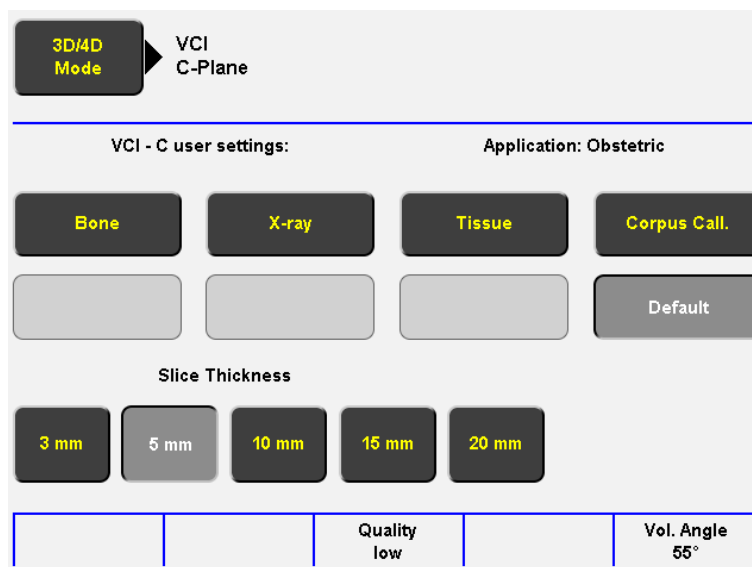 3D/4D
Mode
VCI
C-Plane
VCI - C user settings:
Application: Obstetric
Bone
X-ray
Tissue
Corpus Call.
Default
Slice Thickness
3 mm
5 mm
10 mm
15 mm
20 mm
Quality
low
Vol. Angle
55°